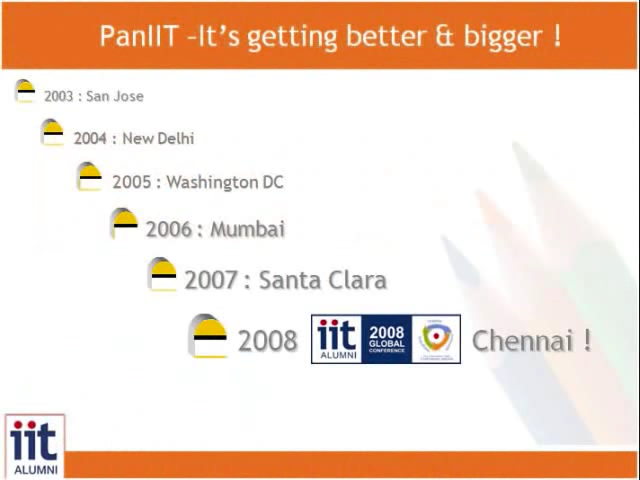 PanIIT –It's getting better & bigger !
2003 : San Jose
2004 : New Delhi
2005 : Washington DC
2006 : Mumbai
2007 : Santa Clara
2008 iit ALUMNI 2008 GLOBAL CONFERENCE Chennai !
iit
ALUMNI